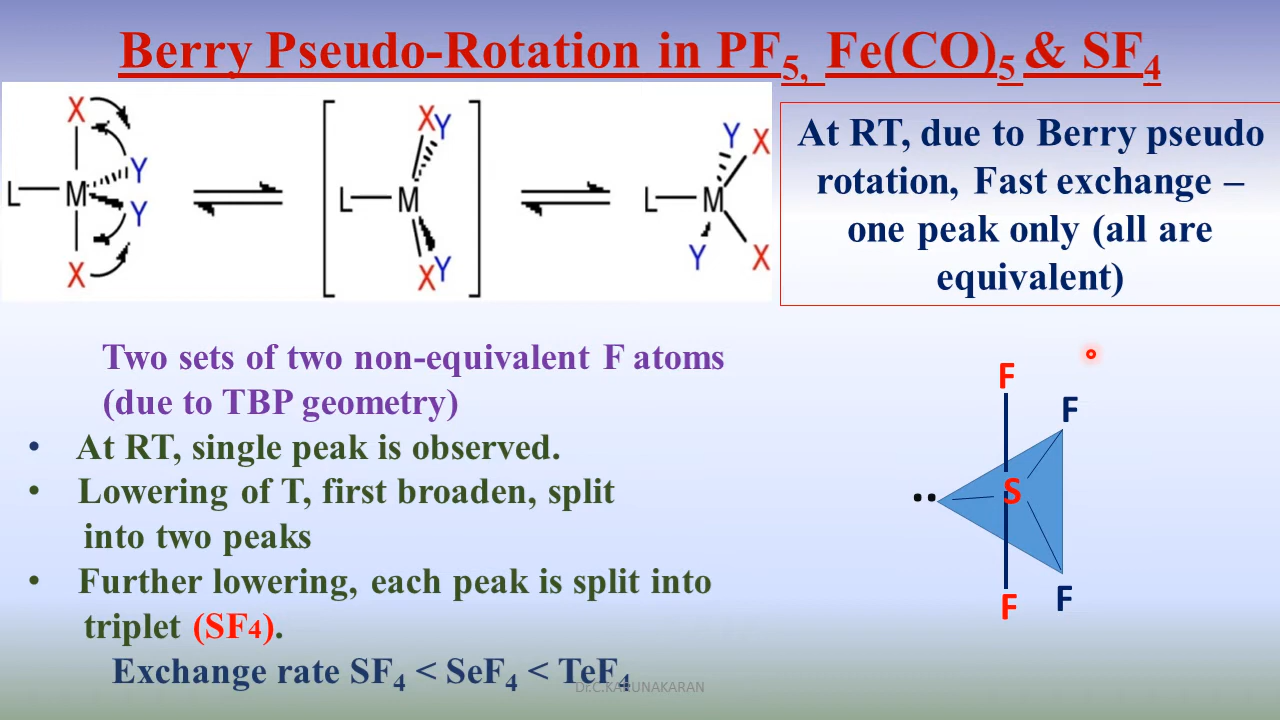 Berry Pseudo-Rotation in PF5, Fe(CO)5 & SF4
X
Y
L M
Y
X
XY
L M
XY
Y X
L M
Y X
At RT, due to Berry pseudo
rotation, Fast exchange –
one peak only (all are
equivalent)
Two sets of two non-equivalent F atoms
(due to TBP geometry)
• At RT, single peak is observed.
• Lowering of T, first broaden, split
into two peaks
• Further lowering, each peak is split into
triplet (SF4).
Exchange rate SF4 < SeF4 < TeF4
F
F
.. S
F
F
Dr.C.KARUNAKARAN